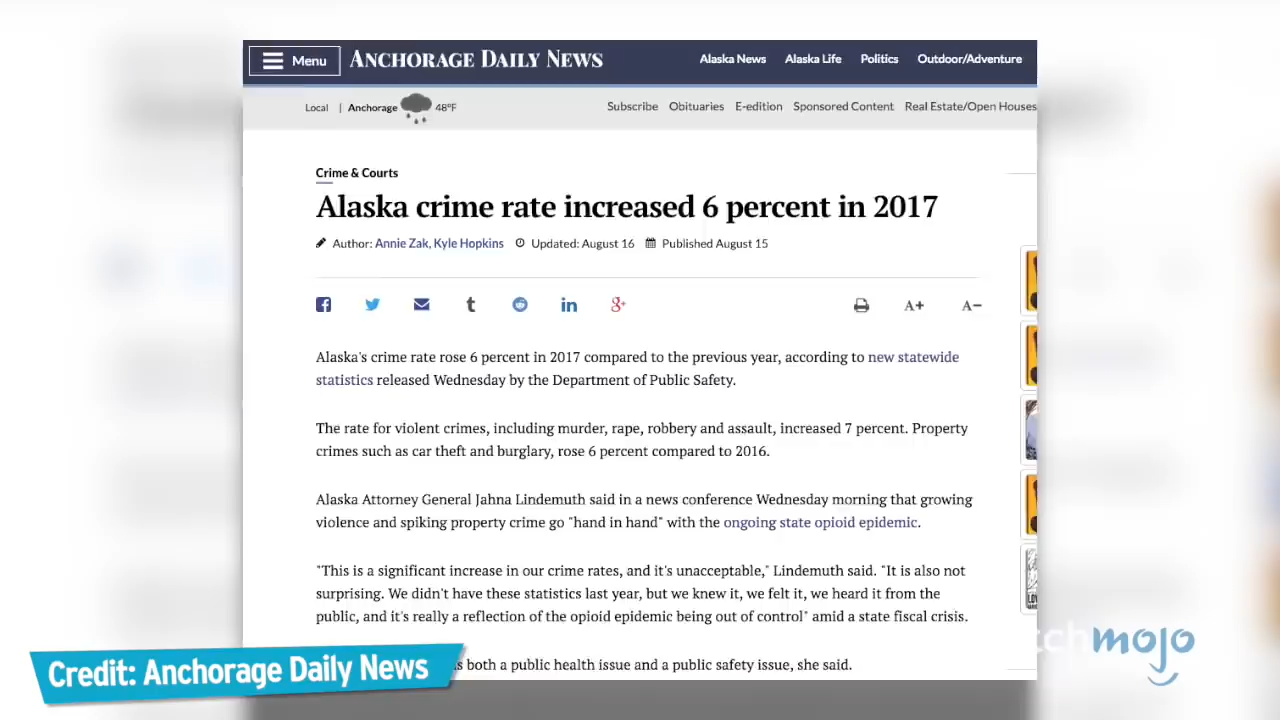 Menu
ANCHORAGE DAILY NEWS
Alaska News Alaska Life Politics Outdoor/Adventure
Local | Anchorage 48°F
Subscribe Obituaries E-edition Sponsored Content Real Estate/Open Houses
Crime & Courts
Alaska crime rate increased 6 percent in 2017
Author: Annie Zak, Kyle Hopkins Updated: August 16 Published August 15
A+ A-
Alaska's crime rate rose 6 percent in 2017 compared to the previous year, according to new statewide
statistics released Wednesday by the Department of Public Safety.
The rate for violent crimes, including murder, rape, robbery and assault, increased 7 percent. Property
crimes such as car theft and burglary, rose 6 percent compared to 2016.
Alaska Attorney General Jahna Lindemuth said in a news conference Wednesday morning that growing
violence and spiking property crime go "hand in hand" with the ongoing state opioid epidemic.
"This is a significant increase in our crime rates, and it's unacceptable," Lindemuth said. "It is also not
surprising. We didn't have these statistics last year, but we knew it, we felt it, we heard it from the
public, and it's really a reflection of the opioid epidemic being out of control" amid a state fiscal crisis.
both a public health issue and a public safety issue, she said.
Credit: Anchorage Daily News
mojo